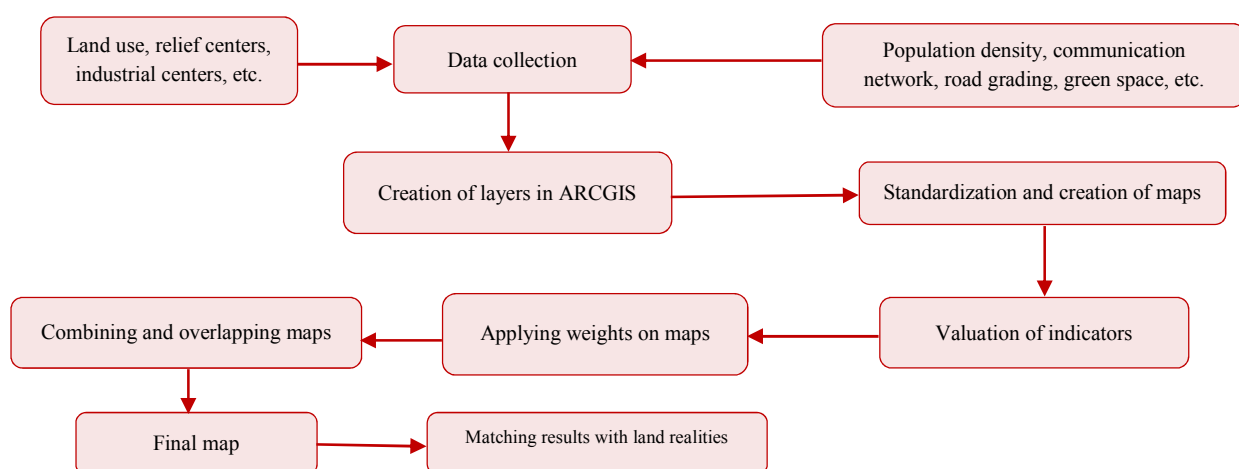 Land use, relief centers,
industrial centers, etc.
Data collection
Population density, communication
network, road grading, green space, etc.
Creation of layers in ARCGIS
Standardization and creation of maps
Valuation of indicators
Applying weights on maps
Combining and overlapping maps
Final map
Matching results with land realities